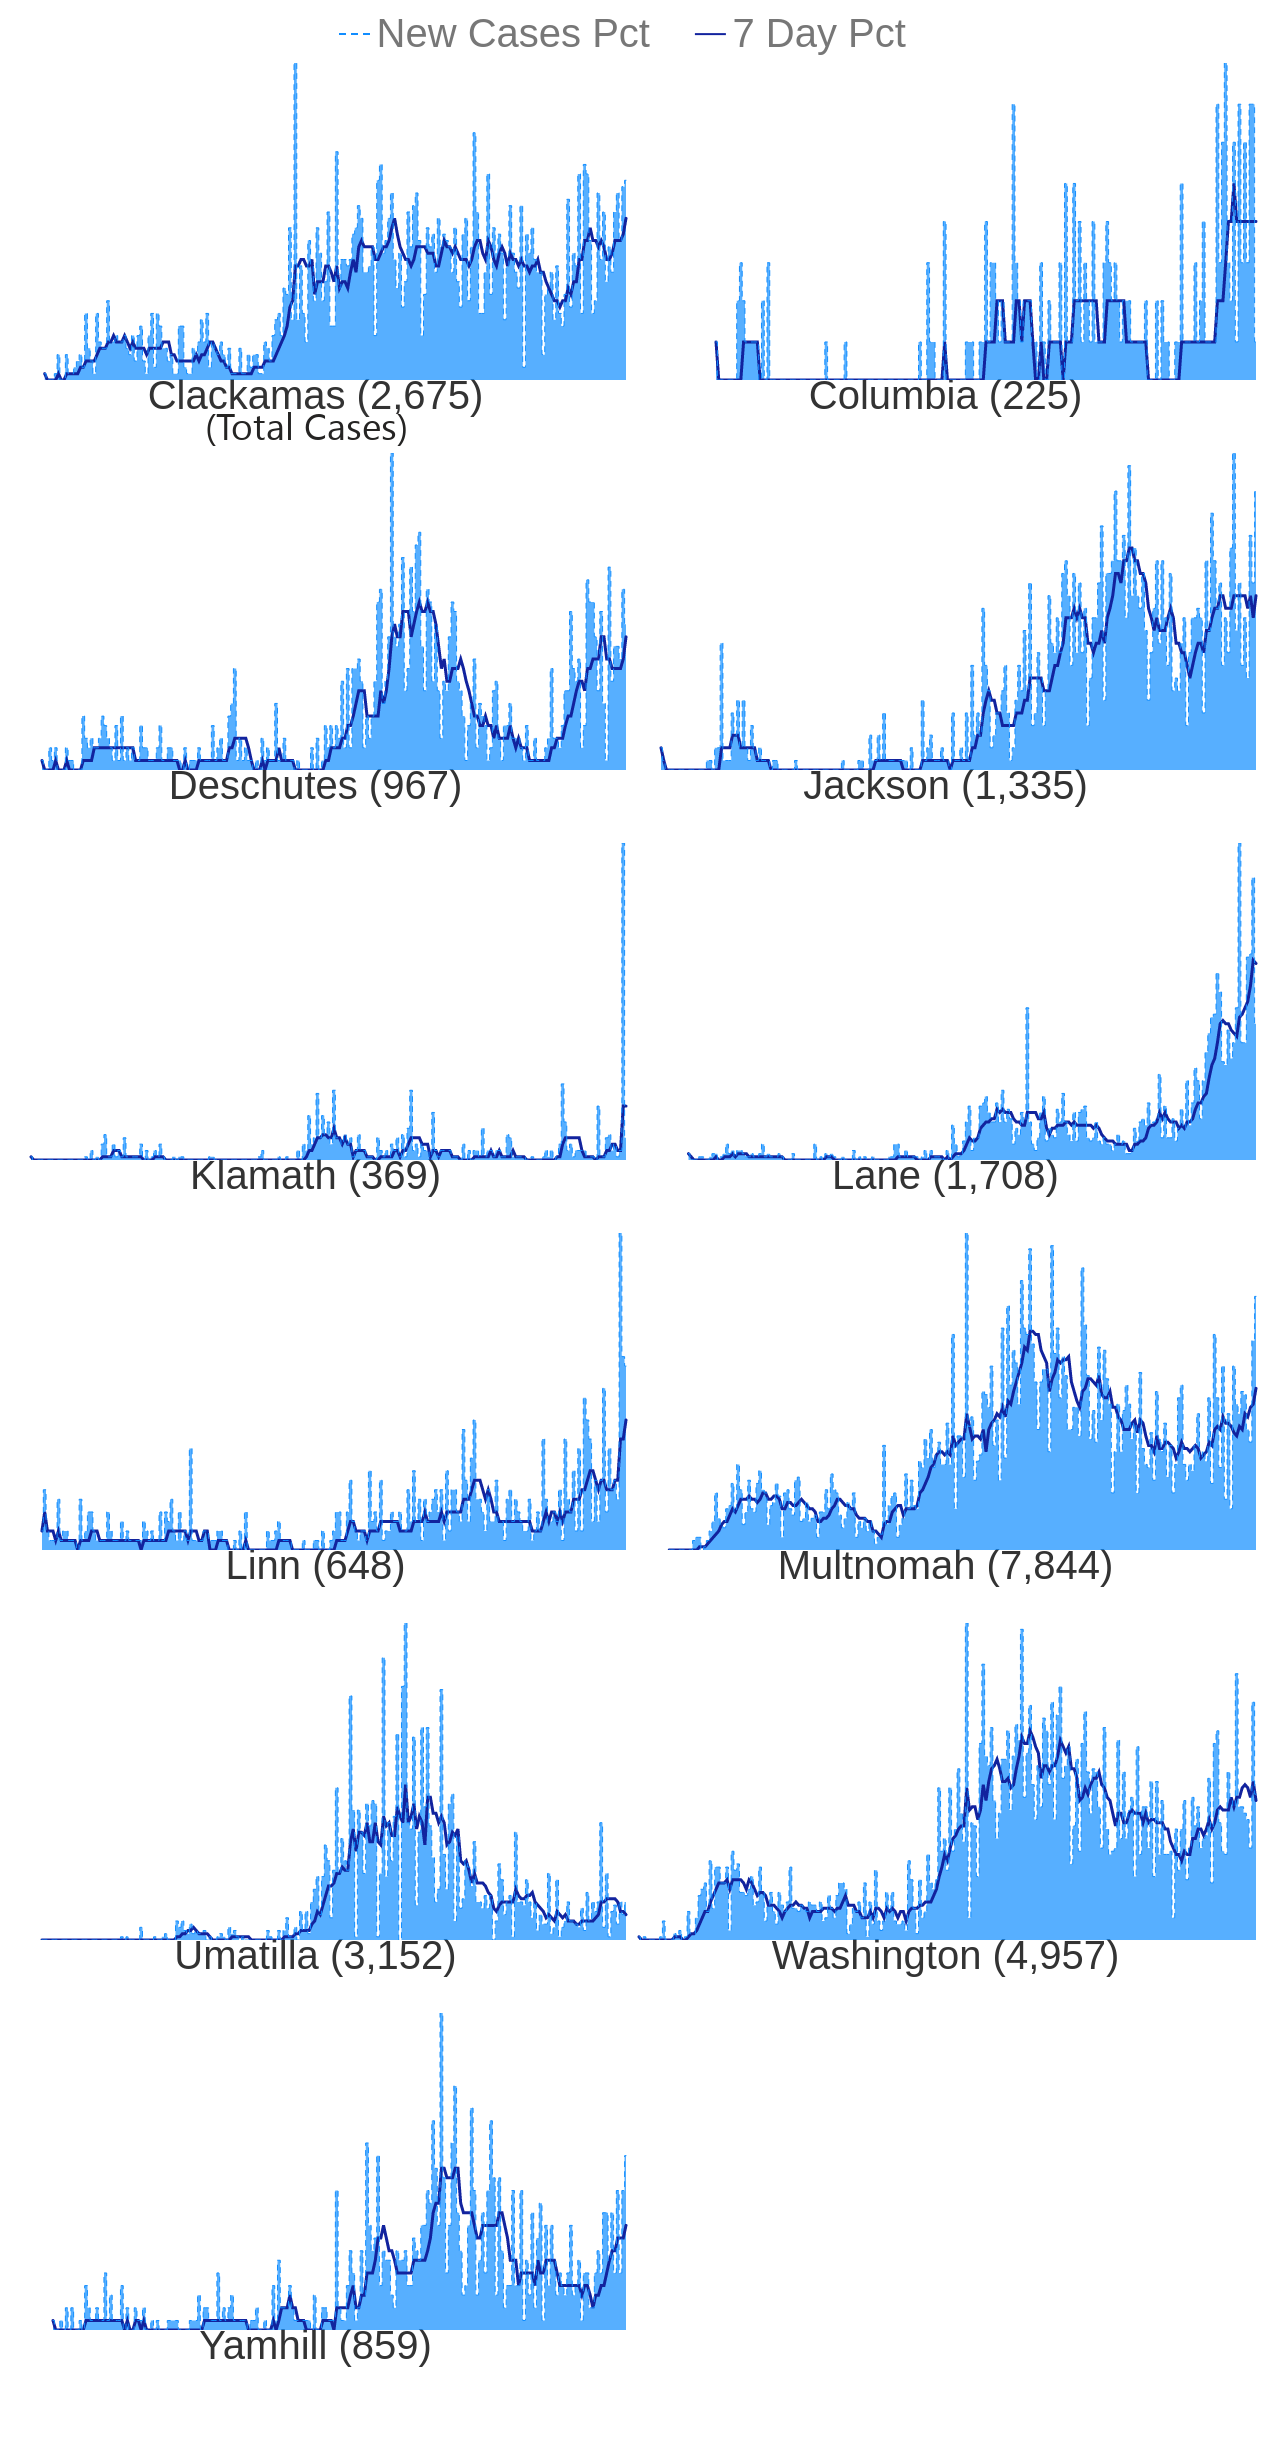 New Cases Pct 7 Day Pct
Clackamas (2,675)
(Total Cases)
Columbia (225)
Deschutes (967)
Jackson (1,335)
Klamath (369)
Lane (1,708)
Linn (648)
Multnomah (7,844)
Umatilla (3,152)
Washington (4,957)
Yamhill (859)